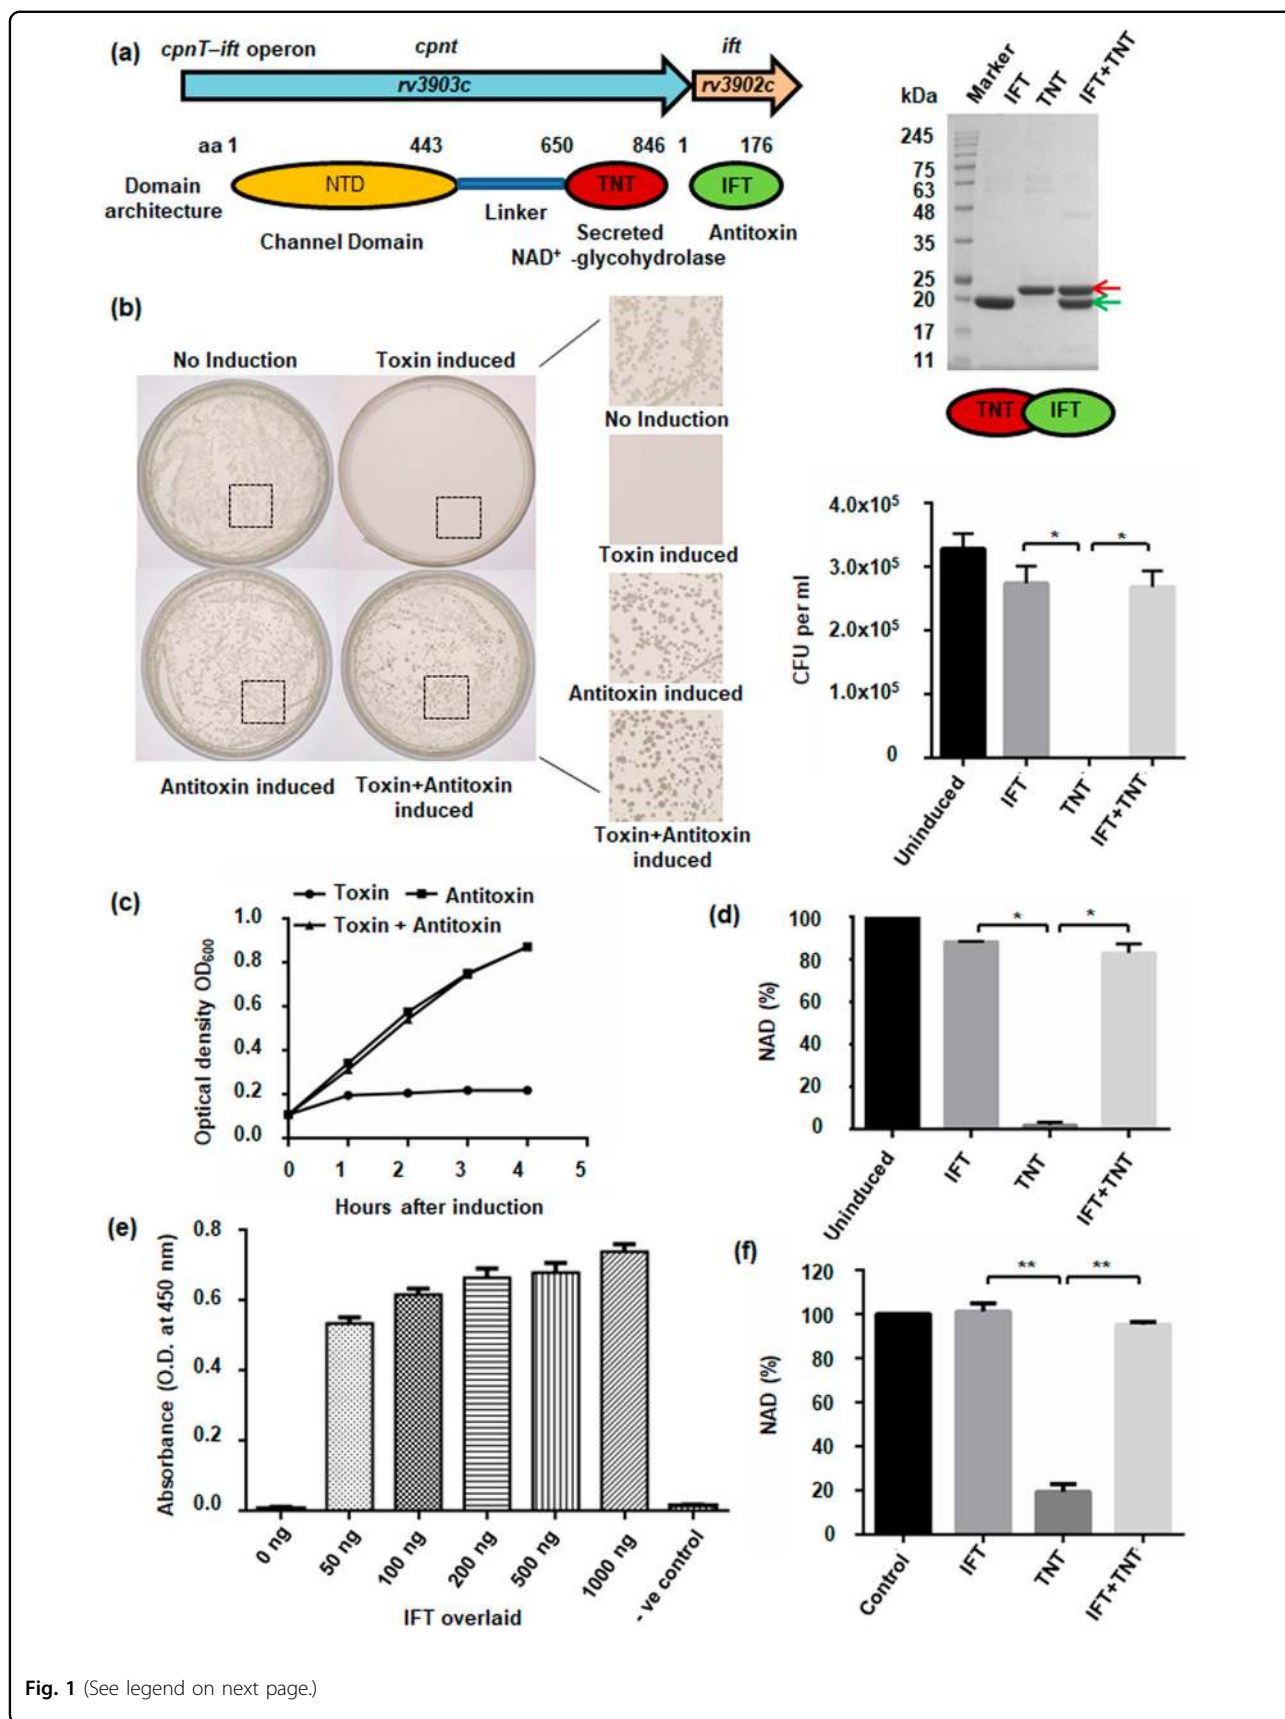 (a)
cpnT–ift operon
cpnt
ift
rv3903c
rv3902c
aa 1
443
650
846
1
176
Domain
architecture
NTD
TNT
IFT
Linker
Channel Domain
Secreted
NAD⁺ -glycohydrolase
Antitoxin
kDa
Marker
IFT
TNT
IFT+TNT
245
75
63
48
35
25
20
17
11
TNT
IFT
(b)
No Induction
Toxin induced
Antitoxin induced
Toxin+Antitoxin
induced
No Induction
Toxin induced
Antitoxin induced
Toxin+Antitoxin
induced
CFU per ml
4.0x10⁵
3.0x10⁵
2.0x10⁵
1.0x10⁵
0
*
*
Uninduced
IFT
TNT
IFT+TNT
(c)
Toxin
Antitoxin
Toxin + Antitoxin
Optical density OD₆₀₀
1.0
0.8
0.6
0.4
0.2
0.0
0 1 2 3 4 5
Hours after induction
(d)
NAD (%)
100
80
60
40
20
0
*
*
Uninduced
IFT
TNT
IFT+TNT
(e)
Absorbance (O.D. at 450 nm)
0.8
0.6
0.4
0.2
0.0
0 ng
50 ng
100 ng
200 ng
500 ng
1000 ng
- ve control
IFT overlaid
(f)
NAD (%)
120
100
80
60
40
20
0
**
**
Control
IFT
TNT
IFT+TNT
Fig. 1 (See legend on next page.)